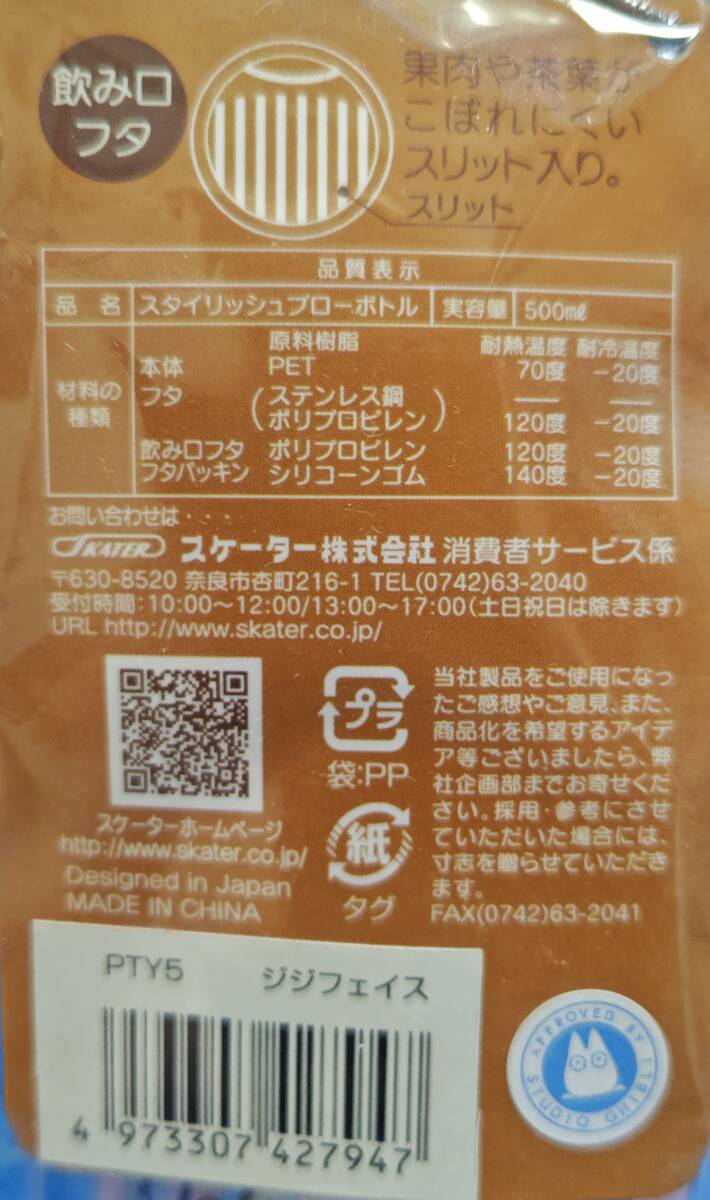 飲み口
フタ
果肉や茶葉が
こぼれにくい
スリット入り。
スリット
品質表示
品 名 スタイリッシュブローボトル 実容量 500ml
材料の種類 原料樹脂 耐熱温度 耐冷温度
本体 PET 70度 -20度
フタ (ステンレス鋼 — —
ポリプロピレン) 120度 -20度
飲み口フタ ポリプロピレン 120度 -20度
フタパッキン シリコーンゴム 140度 -20度
お問い合わせは・・・
SKATER スケーター株式会社 消費者サービス係
〒630-8520 奈良市杏町216-1 TEL(0742)63-2040
受付時間:10:00〜12:00/13:00〜17:00(土日祝日は除きます)
URL http://www.skater.co.jp/
スケーターホームページ
http://www.skater.co.jp/
Designed in Japan
MADE IN CHINA
プラ
袋:PP
紙
タグ
当社製品をご使用になっ
たご感想やご意見、また、
商品化を希望するアイデ
ア等ございましたら、弊
社企画部までお寄せくだ
さい。採用・参考にさせ
ていただいた場合には、
寸志を贈らせていただき
ます。
FAX(0742)63-2041
PTY5 ジジフェイス
4 973307 427947
APPROVED BY
STUDIO GHIBLI